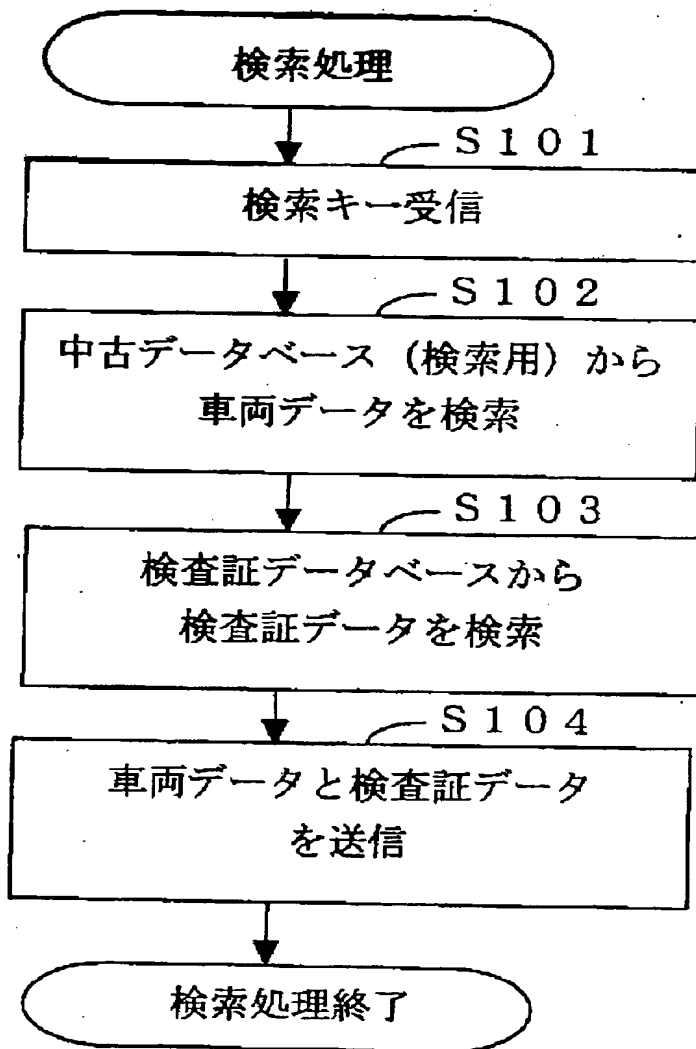 検索処理
S101
検索キー受信
S102
中古データベース（検索用）から
車両データを検索
S103
検査証データベースから
検査証データを検索
S104
車両データと検査証データ
を送信
検索処理終了